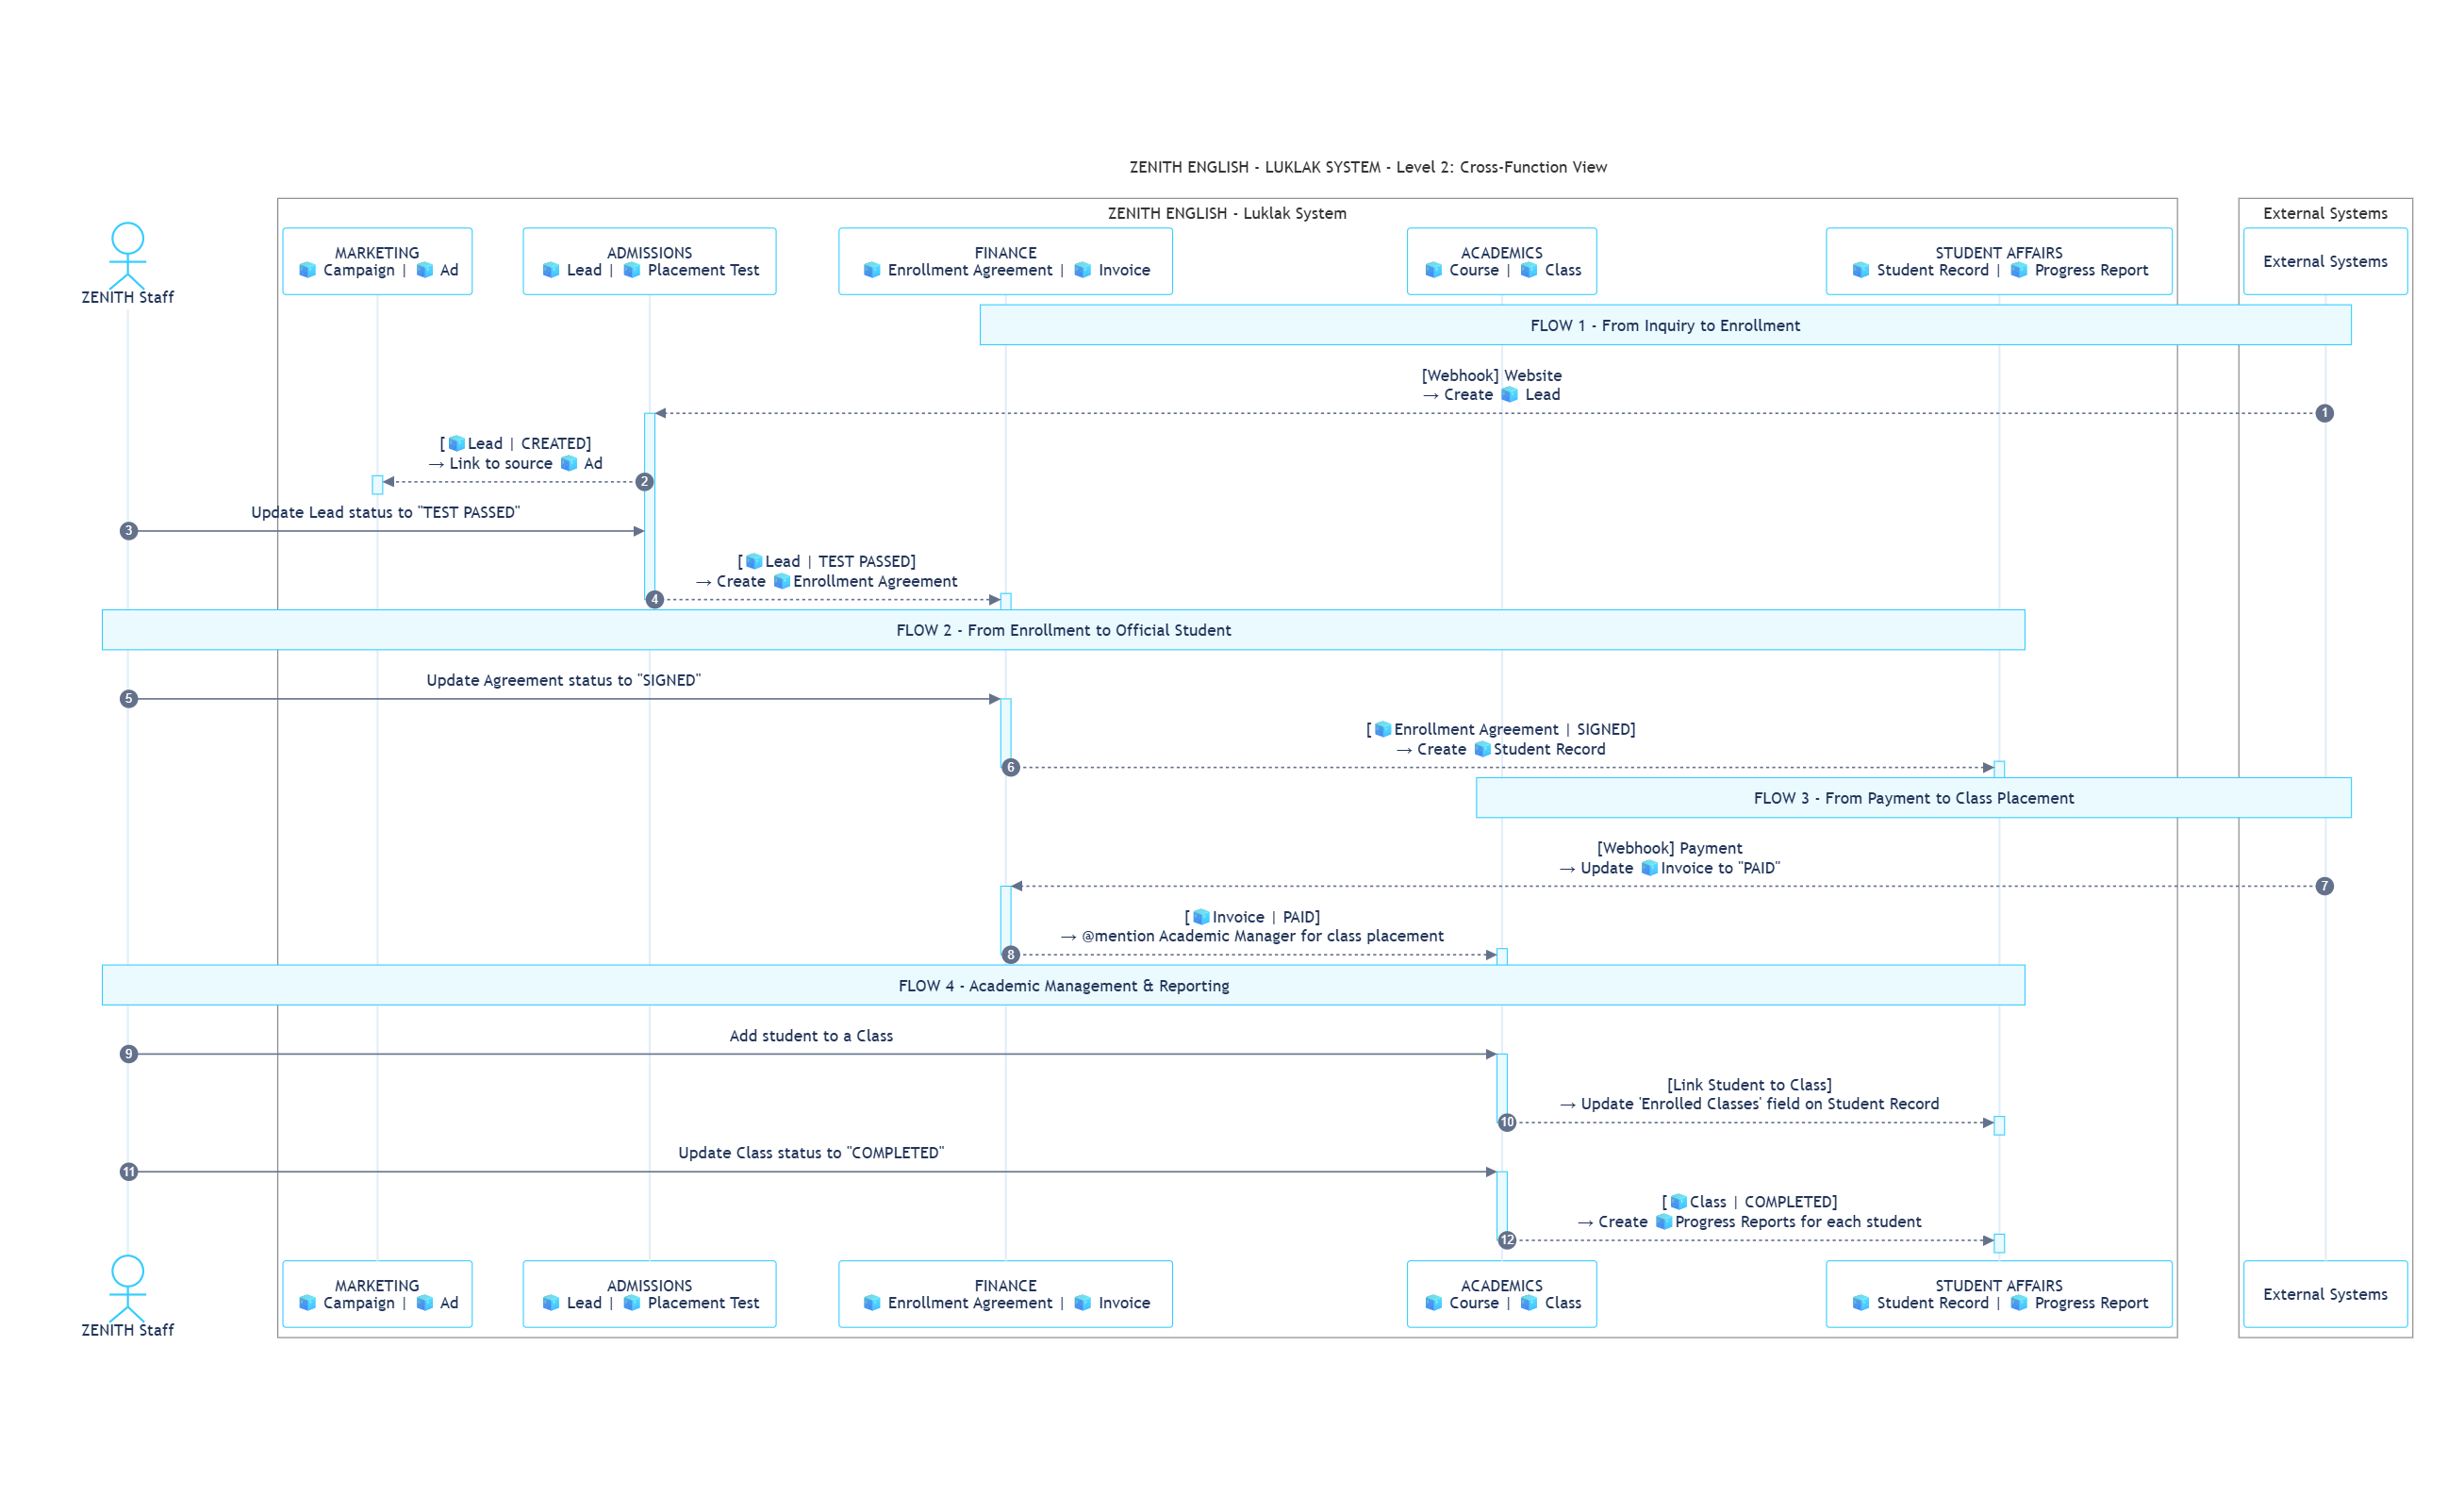 ZENITH ENGLISH - LUKLAK SYSTEM - Level 2: Cross-Function View
ZENITH ENGLISH - Luklak System
External Systems
ZENITH Staff
MARKETING
Campaign | Ad
ADMISSIONS
Lead | Placement Test
FINANCE
Enrollment Agreement | Invoice
ACADEMICS
Course | Class
STUDENT AFFAIRS
Student Record | Progress Report
External Systems
FLOW 1 - From Inquiry to Enrollment
[Webhook] Website
→ Create Lead
1
[Lead | CREATED]
→ Link to source Ad
2
Update Lead status to "TEST PASSED"
3
[Lead | TEST PASSED]
→ Create Enrollment Agreement
4
FLOW 2 - From Enrollment to Official Student
Update Agreement status to "SIGNED"
5
[Enrollment Agreement | SIGNED]
→ Create Student Record
6
FLOW 3 - From Payment to Class Placement
[Webhook] Payment
→ Update Invoice to "PAID"
7
[Invoice | PAID]
→ @mention Academic Manager for class placement
8
FLOW 4 - Academic Management & Reporting
Add student to a Class
9
[Link Student to Class]
→ Update 'Enrolled Classes' field on Student Record
10
Update Class status to "COMPLETED"
11
[Class | COMPLETED]
→ Create Progress Reports for each student
12
ZENITH Staff
MARKETING
Campaign | Ad
ADMISSIONS
Lead | Placement Test
FINANCE
Enrollment Agreement | Invoice
ACADEMICS
Course | Class
STUDENT AFFAIRS
Student Record | Progress Report
External Systems